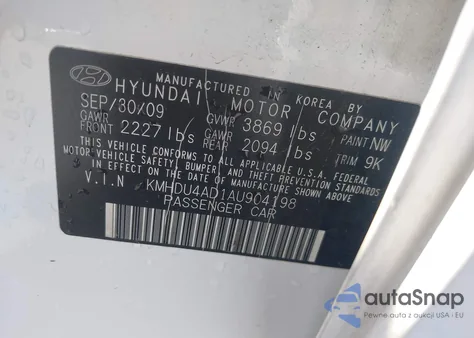 MANUFACTURED IN KOREA BY
HYUNDAI MOTOR COMPANY
SEP/30/09 GVWR 3869 lbs PAINT NW
GAWR FRONT 2227 lbs GAWR REAR 2094 lbs TRIM 9K
THIS VEHICLE CONFORMS TO ALL APPLICABLE U.S.A. FEDERAL
MOTOR VEHICLE SAFETY, BUMPER, AND THEFT PREVENTION
STANDARDS IN EFFECT ON THE DATE OF MANUFACTURE SHOWN ABOVE
V.I.N KMHDU4AD1AU904198
PASSENGER CAR
autoSnap
Pewne auta z aukcji USA i EU